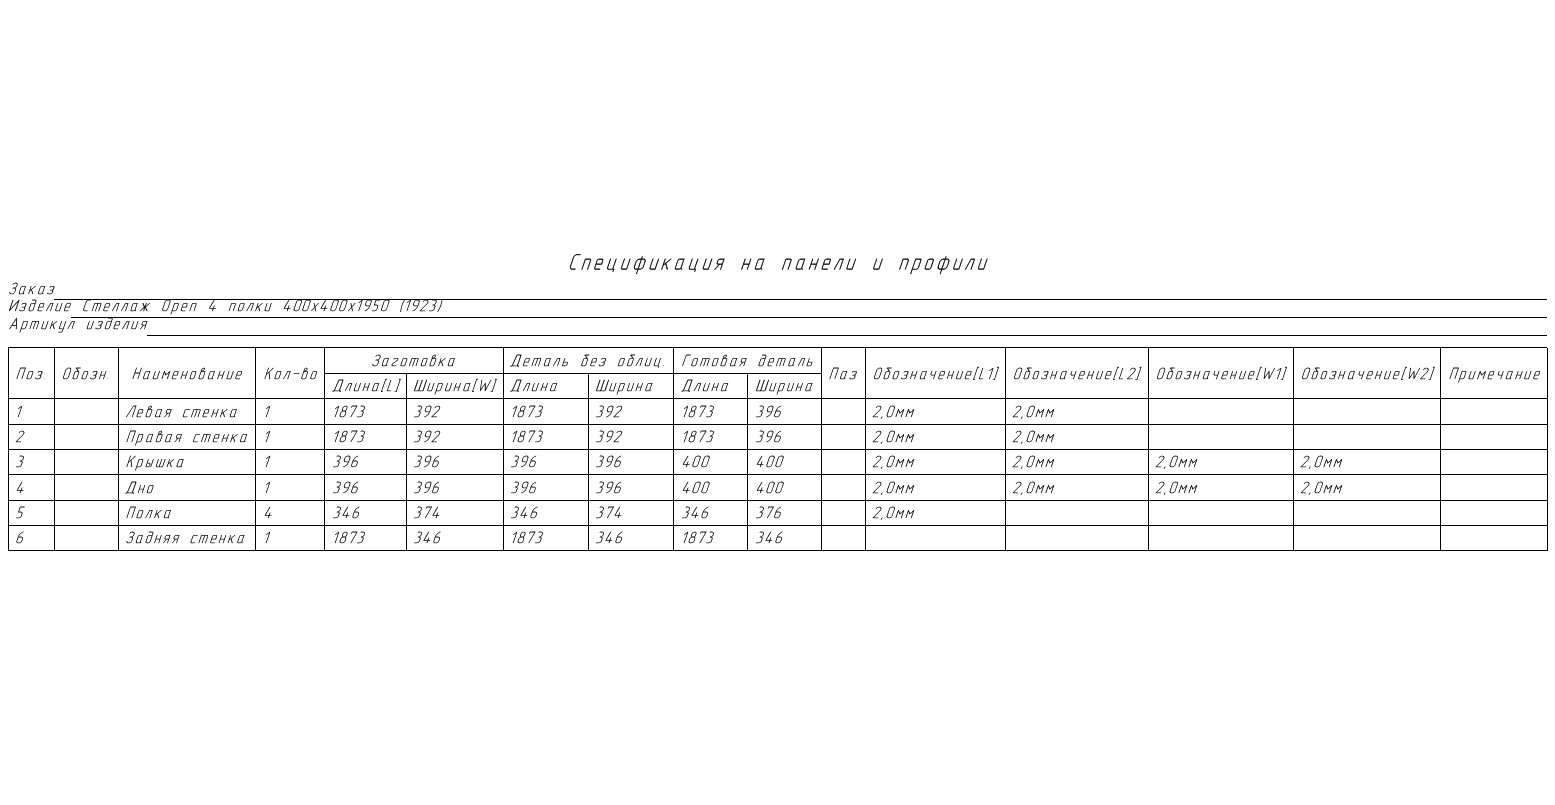 Спецификация на панели и профили
Заказ
Изделие Стеллаж Open 4 полки 400x400x1950 (1923)
Артикул изделия
Поз. Обозн. Наименование Кол-во Заготовка Деталь без облиц. Готовая деталь Паз Обозначение[L1] Обозначение[L2] Обозначение[W1] Обозначение[W2] Примечание
Длина[L] Ширина[W] Длина Ширина Длина Ширина
1 Левая стенка 1 1873 392 1873 392 1873 396 2,0мм 2,0мм
2 Правая стенка 1 1873 392 1873 392 1873 396 2,0мм 2,0мм
3 Крышка 1 396 396 396 396 400 400 2,0мм 2,0мм 2,0мм 2,0мм
4 Дно 1 396 396 396 396 400 400 2,0мм 2,0мм 2,0мм 2,0мм
5 Полка 4 346 374 346 374 346 376 2,0мм
6 Задняя стенка 1 1873 346 1873 346 1873 346